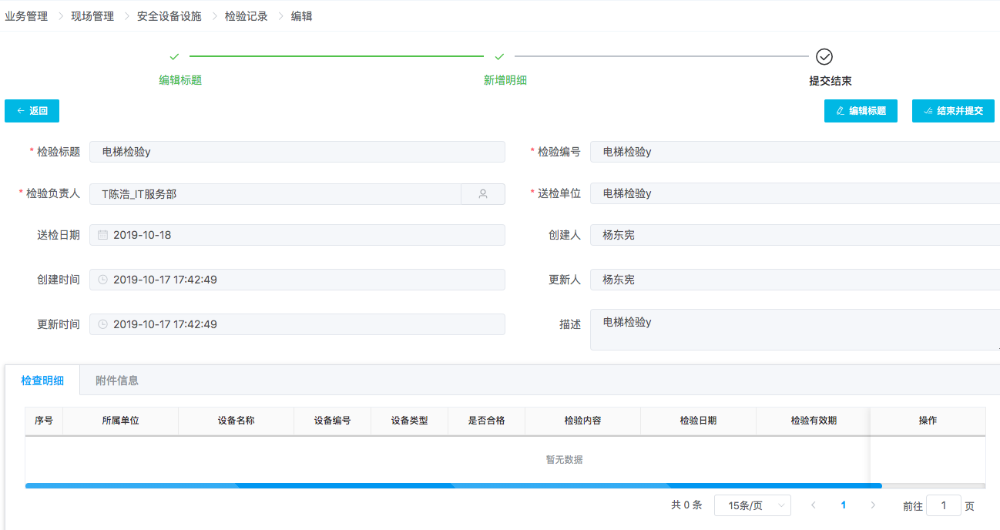 业务管理 > 现场管理 > 安全设备设施 > 检验记录 > 编辑
编辑标题 新增明细 提交结束
返回 编辑标题 结束并提交
* 检验标题 电梯检验y * 检验编号 电梯检验y
* 检验负责人 T陈浩_IT服务部 * 送检单位 电梯检验y
送检日期 2019-10-18 创建人 杨东宪
创建时间 2019-10-17 17:42:49 更新人 杨东宪
更新时间 2019-10-17 17:42:49 描述 电梯检验y
检查明细 附件信息
序号 所属单位 设备名称 设备编号 设备类型 是否合格 检验内容 检验日期 检验有效期 操作
暂无数据
共 0 条 15条/页 < 1 > 前往 1 页